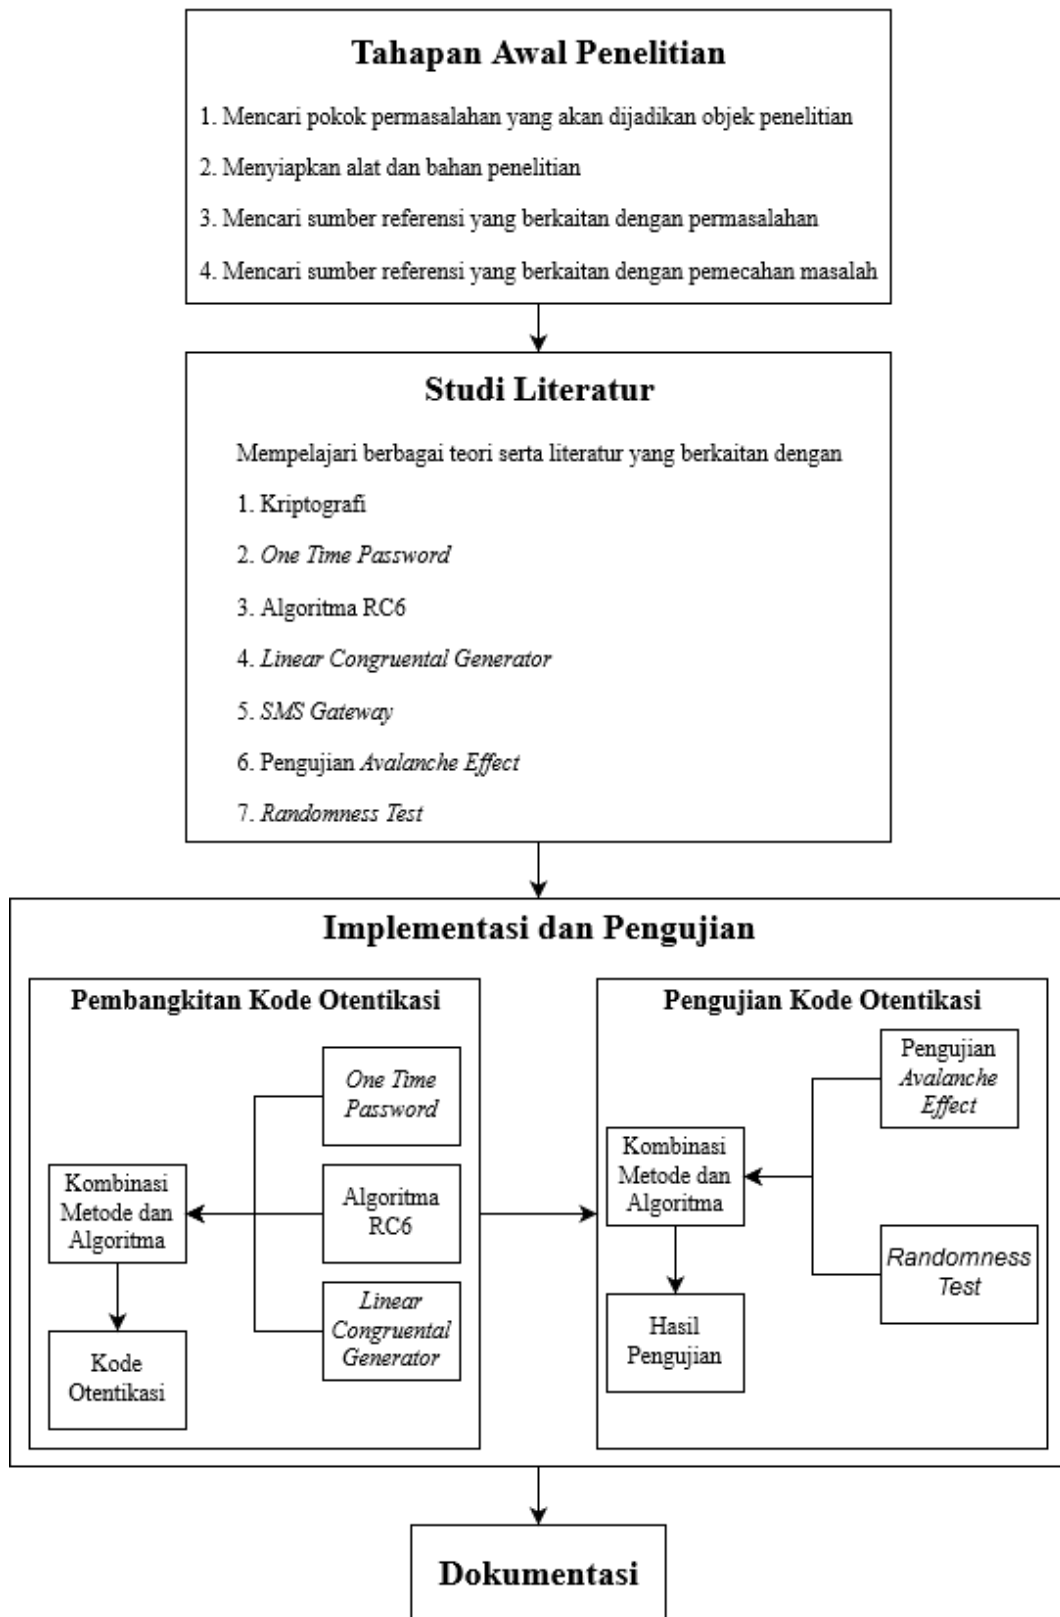 Tahapan Awal Penelitian
1. Mencari pokok permasalahan yang akan dijadikan objek penelitian
2. Menyiapkan alat dan bahan penelitian
3. Mencari sumber referensi yang berkaitan dengan permasalahan
4. Mencari sumber referensi yang berkaitan dengan pemecahan masalah
Studi Literatur
Mempelajari berbagai teori serta literatur yang berkaitan dengan
1. Kriptografi
2. One Time Password
3. Algoritma RC6
4. Linear Congruental Generator
5. SMS Gateway
6. Pengujian Avalanche Effect
7. Randomness Test
Implementasi dan Pengujian
Pembangkitan Kode Otentikasi
One Time
Password
Algoritma
RC6
Linear
Congruental
Generator
Kombinasi
Metode dan
Algoritma
Kode
Otentikasi
Pengujian Kode Otentikasi
Pengujian
Avalanche
Effect
Kombinasi
Metode dan
Algoritma
Randomness
Test
Hasil
Pengujian
Dokumentasi